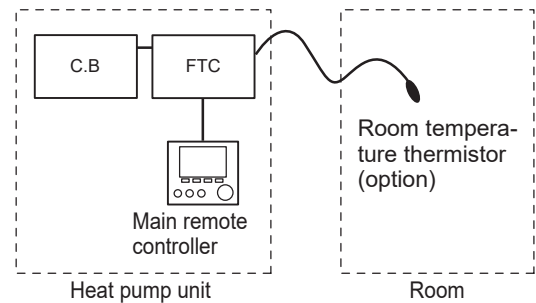 C.B
FTC
Main remote
controller
Room tempera-
ture thermistor
(option)
Heat pump unit
Room